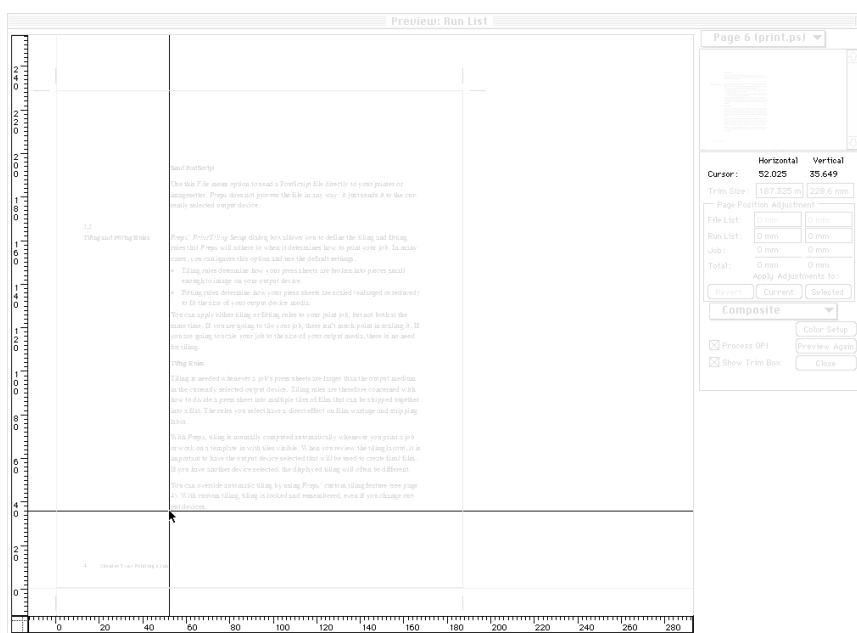 Preview: Run List
Page 6 (print.ps)
Send PostScript
Use this File menu option to send a PostScript file directly to your printer or
imagesetter. Preps does not process the file in any way - it just sends it to the cur-
rently selected output device.
Tiling and Fitting Rules
Preps' Print/Tiling Setup dialog box allows you to define the tiling and fitting
rules that Preps will adhere to when it determines how to print your job. In many
cases, you can ignore this option and use the default settings.
• Tiling rules determine how your press sheets are broken into pieces small
enough to image on your output device.
• Fitting rules determine how your press sheets are scaled (enlarged or reduced)
to fit the size of your output device media.
You can apply either tiling or fitting rules to your print job, but not both at the
same time. If you are going to tile your job, there isn't much point in scaling it. If
you are going to scale your job to the size of your output media, there is no need
for tiling.
Tiling Rules
Tiling is needed whenever a job's press sheets are larger than the output medium
in the currently selected output device. Tiling rules are therefore concerned with
how to divide a press sheet into multiple tiles of film that can be stripped together
into a flat. The rules you select have a direct effect on film wastage and stripping
labor.
With Preps, tiling is normally computed automatically whenever you print a job
or work on a template in with tiles visible. When you review the tiling layout, it is
important to have the output device selected that will be used to create final film.
If you have another device selected, the displayed tiling will often be different.
You can override automatic tiling by using Preps' custom tiling feature (see page
With custom tiling, tiling is locked and remembered, even if you change out-
put devices.
240
220
200
180
160
140
120
100
80
60
40
20
0
0 20 40 60 80 100 120 140 160 180 200 220 240 260 280
Horizontal Vertical
Cursor: 52.025 35.649
Trim Size: 187.325 m 228.6 mm
Page Position Adjustment
File List: 0 mm 0 mm
Run List: 0 mm 0 mm
Job: 0 mm 0 mm
Total: 0 mm 0 mm
Apply Adjustments to:
Revert Current Selected
Composite
Color Setup
Process OPI Preview Again
Show Trim Box Close